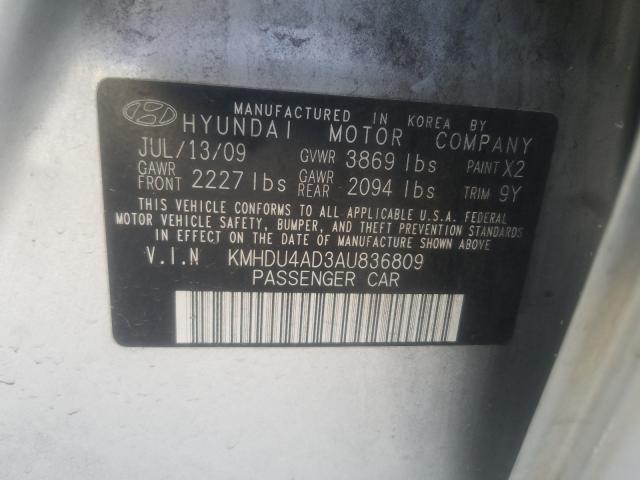 MANUFACTURED IN KOREA BY
HYUNDAI MOTOR COMPANY
JUL/13/09 GVWR 3869 lbs PAINT X2
GAWR FRONT 2227 lbs GAWR REAR 2094 lbs TRIM 9Y
THIS VEHICLE CONFORMS TO ALL APPLICABLE U.S.A. FEDERAL
MOTOR VEHICLE SAFETY, BUMPER, AND THEFT PREVENTION STANDARDS
IN EFFECT ON THE DATE OF MANUFACTURE SHOWN ABOVE
V.I.N KMHDU4AD3AU836809
PASSENGER CAR